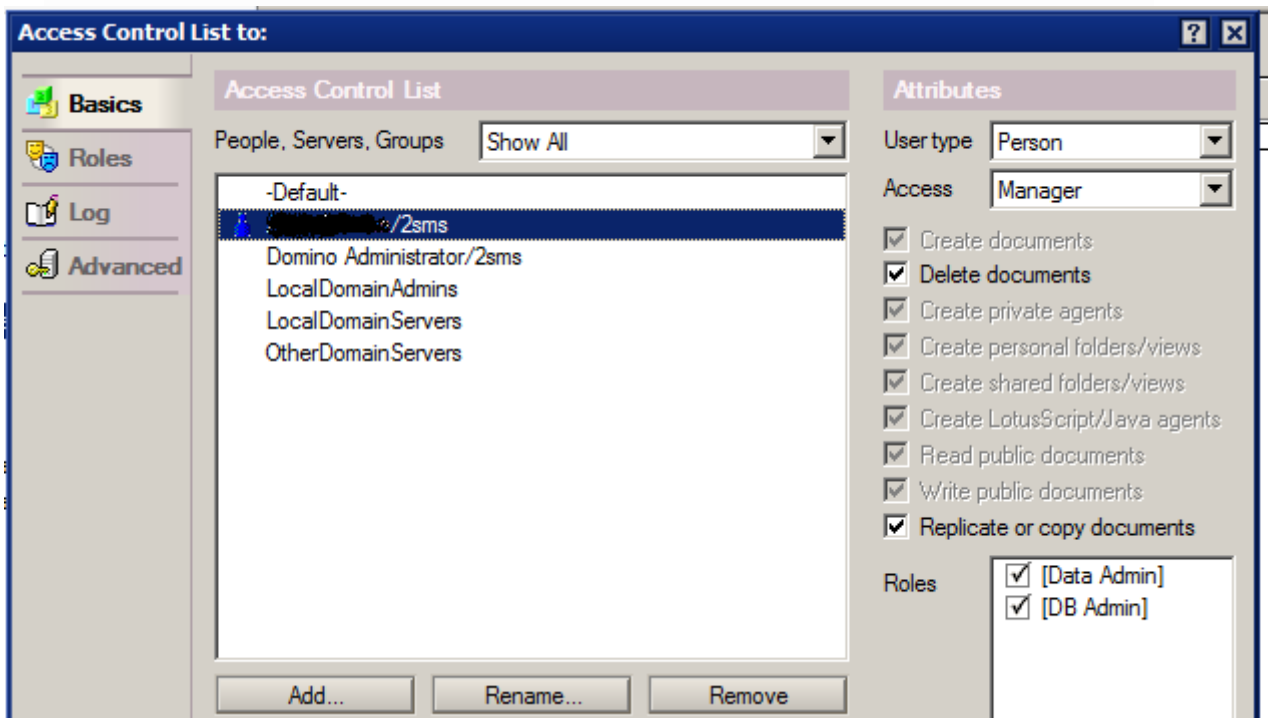 Access Control List to:
Basics
Roles
Log
Advanced
Access Control List
People, Servers, Groups Show All
-Default-
/2sms
Domino Administrator/2sms
LocalDomainAdmins
LocalDomainServers
OtherDomainServers
Add... Rename... Remove
Attributes
User type Person
Access Manager
Create documents
Delete documents
Create private agents
Create personal folders/views
Create shared folders/views
Create LotusScript/Java agents
Read public documents
Write public documents
Replicate or copy documents
Roles [Data Admin]
[DB Admin]